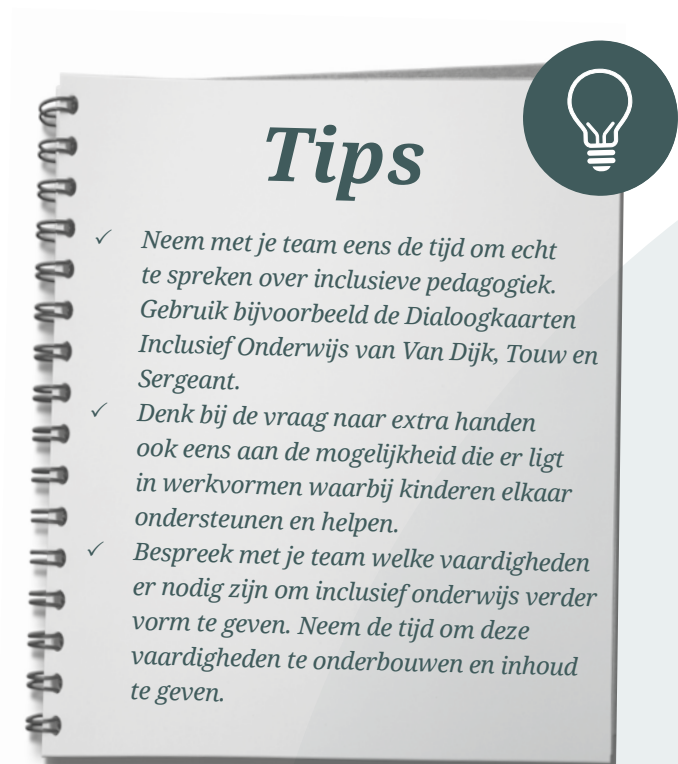 Tips
✓ Neem met je team eens de tijd om echt
te spreken over inclusieve pedagogiek.
Gebruik bijvoorbeeld de Dialoogkaarten
Inclusief Onderwijs van Van Dijk, Touw en
Sergeant.
✓ Denk bij de vraag naar extra handen
ook eens aan de mogelijkheid die er ligt
in werkvormen waarbij kinderen elkaar
ondersteunen en helpen.
✓ Bespreek met je team welke vaardigheden
er nodig zijn om inclusief onderwijs verder
vorm te geven. Neem de tijd om deze
vaardigheden te onderbouwen en inhoud
te geven.